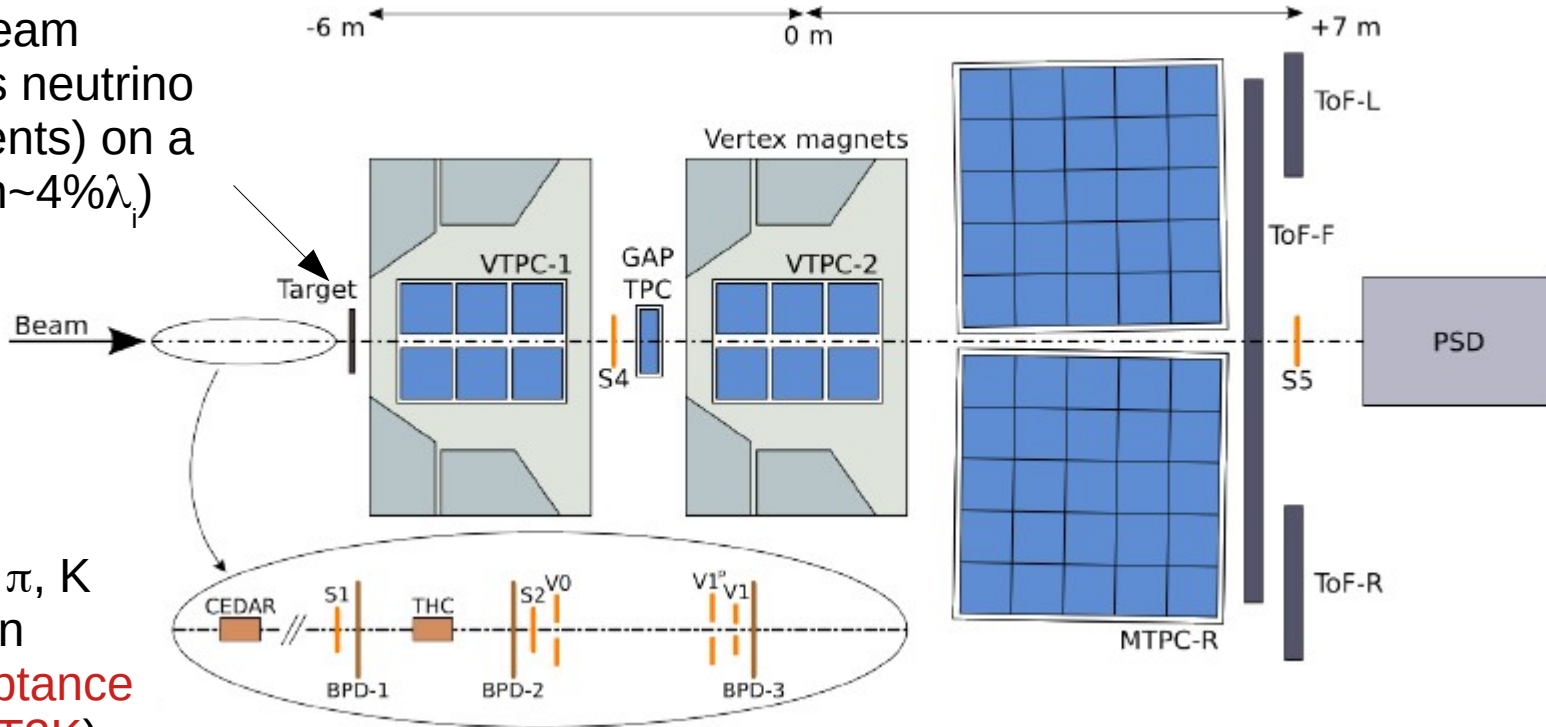 eam
s neutrino
ents) on a
~4%λi)
-6 m
0 m
+7 m
Vertex magnets
ToF-L
ToF-F
VTPC-1
GAP
TPC
VTPC-2
Target
Beam
S4
S5
PSD
π, K
n
ptance
CEDAR
S1
THC
S2
V0
V1p
V1
BPD-1
BPD-2
BPD-3
MTPC-R
ToF-R